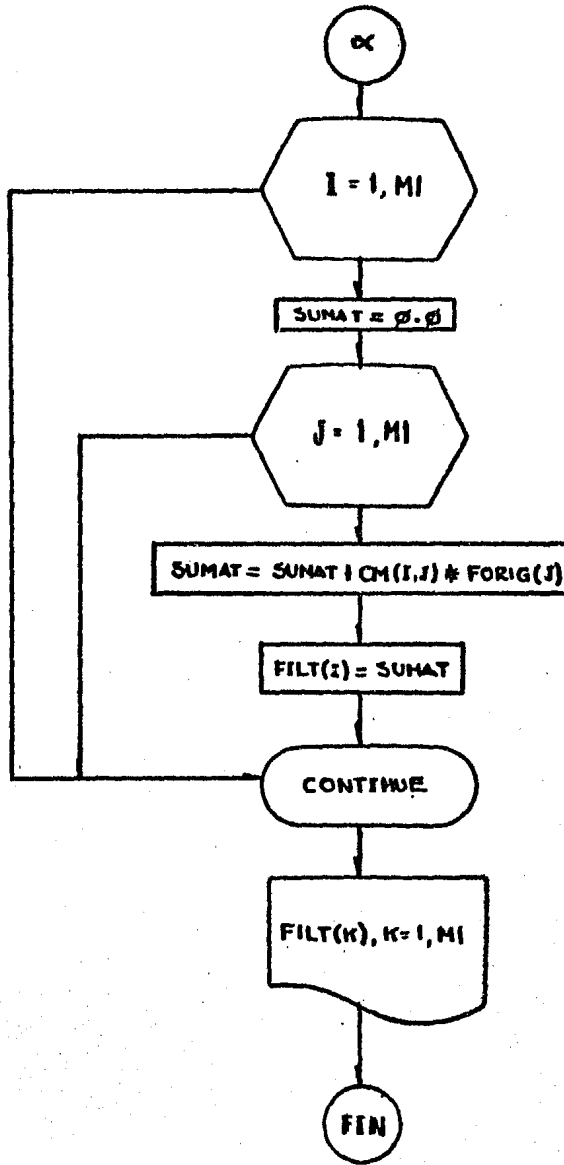 ∝
I = 1, M1
SUMAT = Ø.Ø
J = 1, M1
SUMAT = SUMAT + CM(I,J) * FORIG(J)
FILT(I) = SUMAT
CONTINUE
FILT(K), K=1, M1
FIN